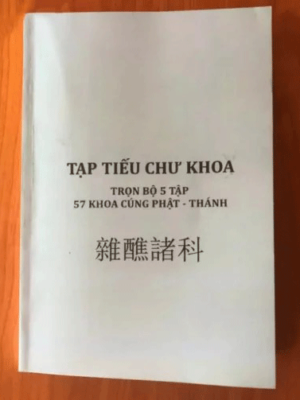 TẠP TIẾU CHƯ KHOA
TRỌN BỘ 5 TẬP
57 KHOA CÚNG PHẬT - THÁNH
雜醮諸科